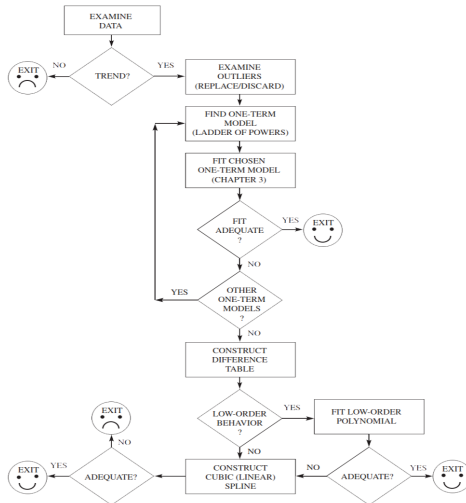 EXAMINE
DATA
NO
YES
EXIT
TREND?
EXAMINE
OUTLIERS
(REPLACE/DISCARD)
FIND ONE-TERM
MODEL
(LADDER OF POWERS)
FIT CHOSEN
ONE-TERM MODEL
(CHAPTER 3)
FIT
ADEQUATE
?
YES
EXIT
NO
YES
OTHER
ONE-TERM
MODELS
?
NO
CONSTRUCT
DIFFERENCE
TABLE
LOW-ORDER
BEHAVIOR
?
YES
FIT LOW-ORDER
POLYNOMIAL
EXIT
NO
NO
EXIT
YES
ADEQUATE?
CONSTRUCT
CUBIC (LINEAR)
SPLINE
NO
ADEQUATE?
YES
EXIT